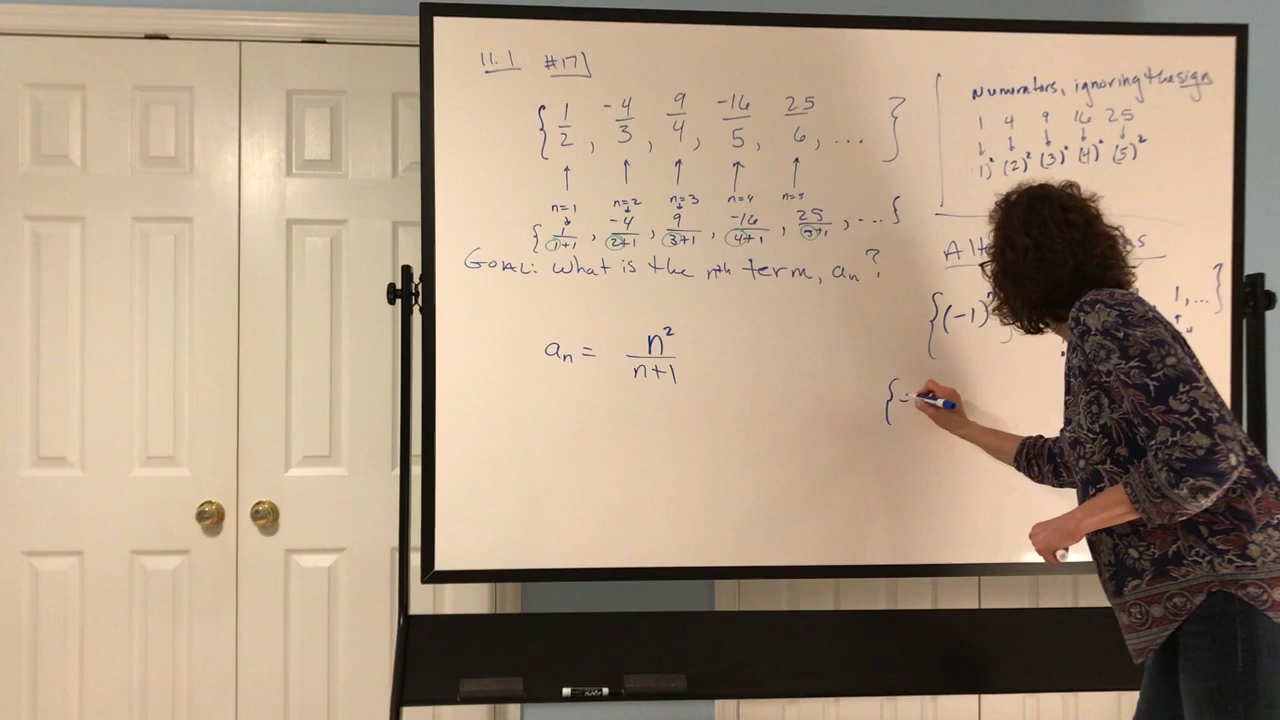 11.1 #17]
{ 1/2 , -4/3 , 9/4 , -16/5 , 25/6 , ... }
n=1 n=2 n=3 n=4 n=5
{ 1/1+1 , -4/2+1 , 9/3+1 , -16/4+1 , 25/5+1 , ... }
GOAL: What is the nth term, an ?
an = n²/n+1
Numerators, ignoring the sign
1 4 9 16 25
1)² (2)² (3)² (4)² (5)²
{(-1)
1, ... }
{ -